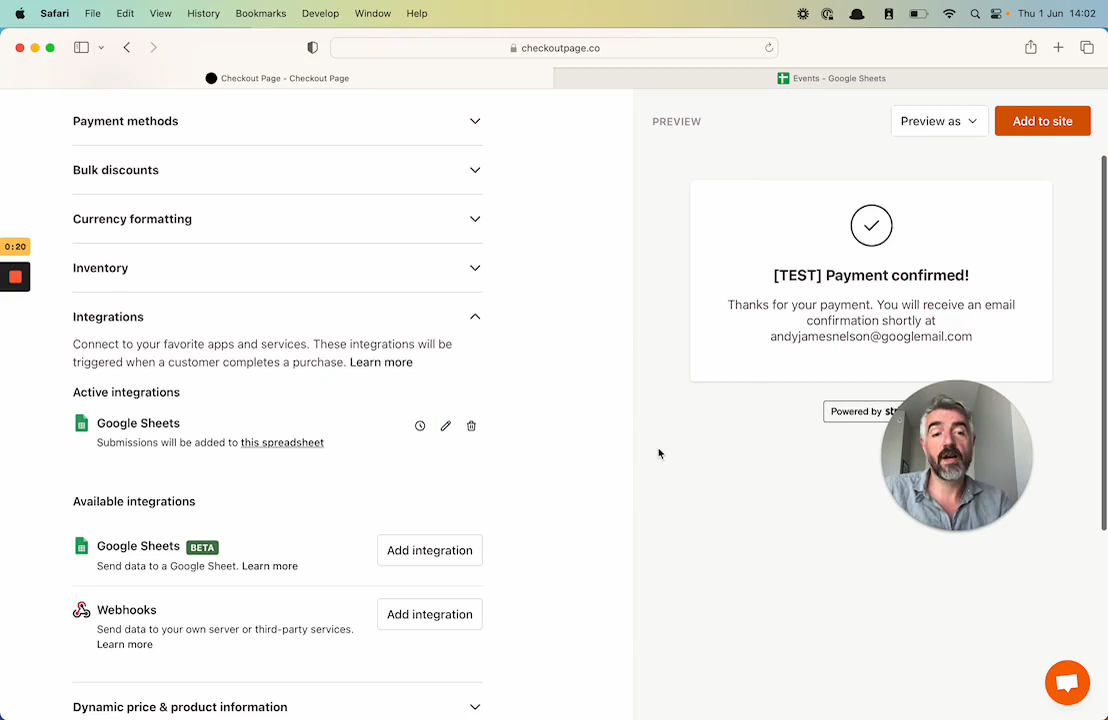 Safari File Edit View History Bookmarks Develop Window Help
Thu 1 Jun 14:02
checkoutpage.co
Checkout Page - Checkout Page
Events - Google Sheets
Payment methods
Bulk discounts
Currency formatting
Inventory
0:20
Integrations
Connect to your favorite apps and services. These integrations will be
triggered when a customer completes a purchase. Learn more
Active integrations
Google Sheets
Submissions will be added to this spreadsheet
Available integrations
Google Sheets BETA
Send data to a Google Sheet. Learn more
Add integration
Webhooks
Send data to your own server or third-party services.
Learn more
Add integration
Dynamic price & product information
PREVIEW
Preview as
Add to site
[TEST] Payment confirmed!
Thanks for your payment. You will receive an email
confirmation shortly at
andyjamesnelson@googlemail.com
Powered by